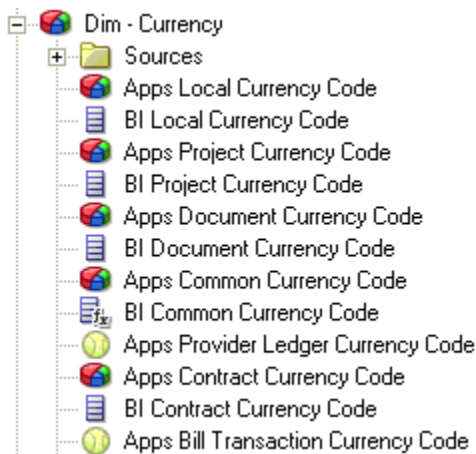 Dim - Currency
Sources
Apps Local Currency Code
BI Local Currency Code
Apps Project Currency Code
BI Project Currency Code
Apps Document Currency Code
BI Document Currency Code
Apps Common Currency Code
BI Common Currency Code
Apps Provider Ledger Currency Code
Apps Contract Currency Code
BI Contract Currency Code
Apps Bill Transaction Currency Code